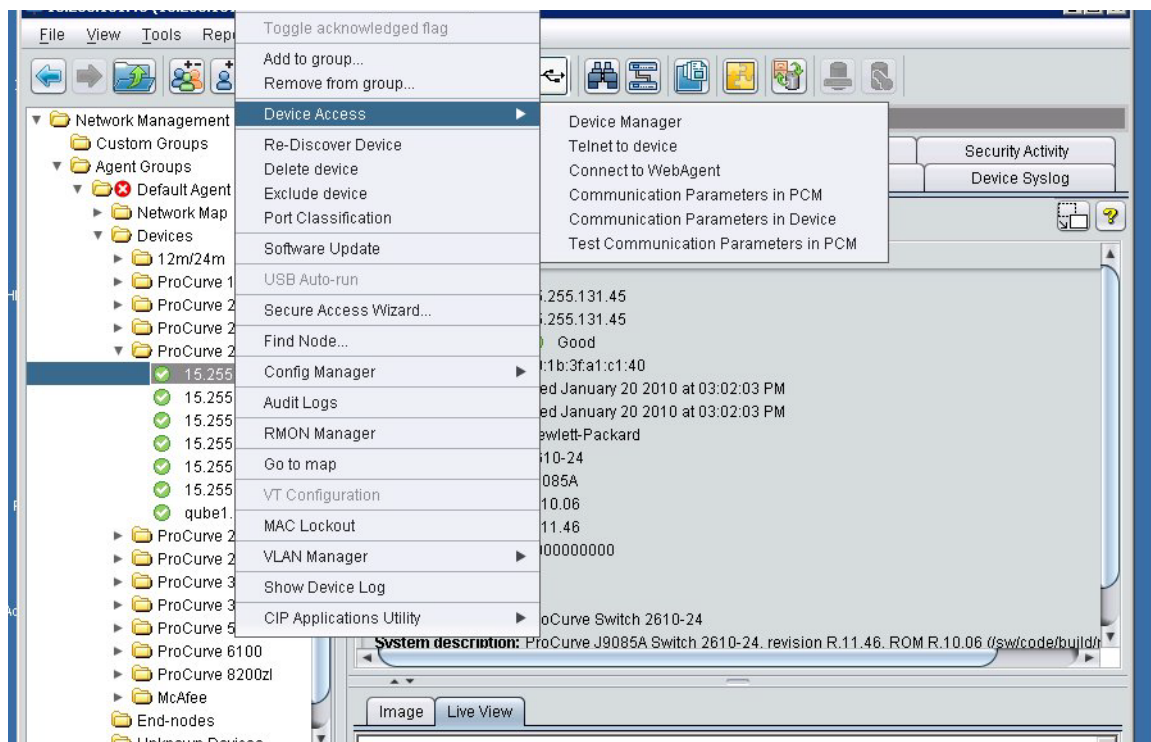 File View Tools Rep
Toggle acknowledged flag
Add to group...
Remove from group...
Device Access
Re-Discover Device
Delete device
Exclude device
Port Classification
Software Update
USB Auto-run
Secure Access Wizard...
Find Node...
Config Manager
Audit Logs
RMON Manager
Go to map
VT Configuration
MAC Lockout
VLAN Manager
Show Device Log
CIP Applications Utility
Device Manager
Telnet to device
Connect to WebAgent
Communication Parameters in PCM
Communication Parameters in Device
Test Communication Parameters in PCM
Network Management
Custom Groups
Agent Groups
Default Agent
Network Map
Devices
12m/24m
ProCurve 1
ProCurve 2
ProCurve 2
ProCurve 2
15.255
15.255
15.255
15.255
15.255
15.255
qube1.
ProCurve 2
ProCurve 2
ProCurve 3
ProCurve 3
ProCurve 5
ProCurve 6100
ProCurve 8200zl
McAfee
End-nodes
Unknown Devices
Security Activity
Device Syslog
.255.131.45
.255.131.45
Good
:1b:3f:a1:c1:40
ed January 20 2010 at 03:02:03 PM
ed January 20 2010 at 03:02:03 PM
ewlett-Packard
10-24
085A
10.06
11.46
000000000
oCurve Switch 2610-24
System description: ProCurve J9085A Switch 2610-24, revision R.11.46, ROM R.10.06 (/sw/code/build/r
Image Live View